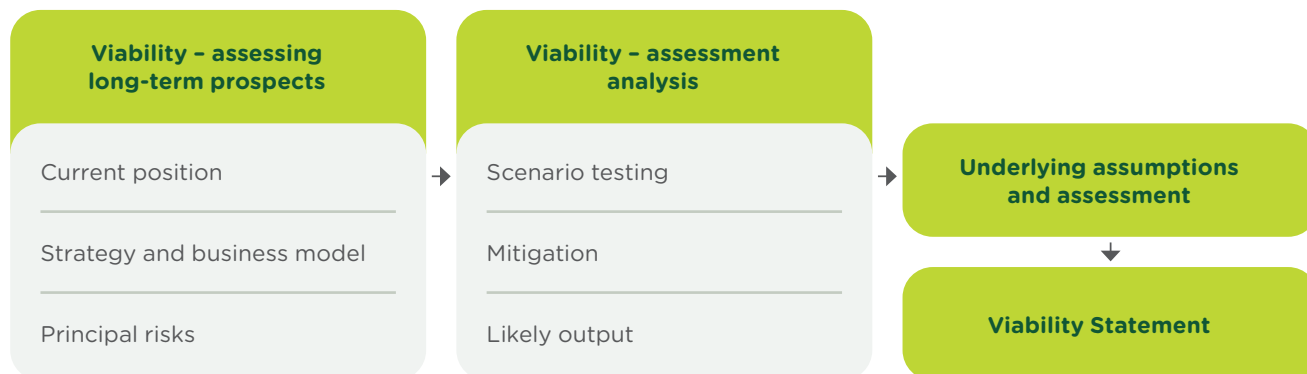 Viability – assessing
long-term prospects
Current position
Strategy and business model
Principal risks
Viability – assessment
analysis
Scenario testing
Mitigation
Likely output
Underlying assumptions
and assessment
Viability Statement